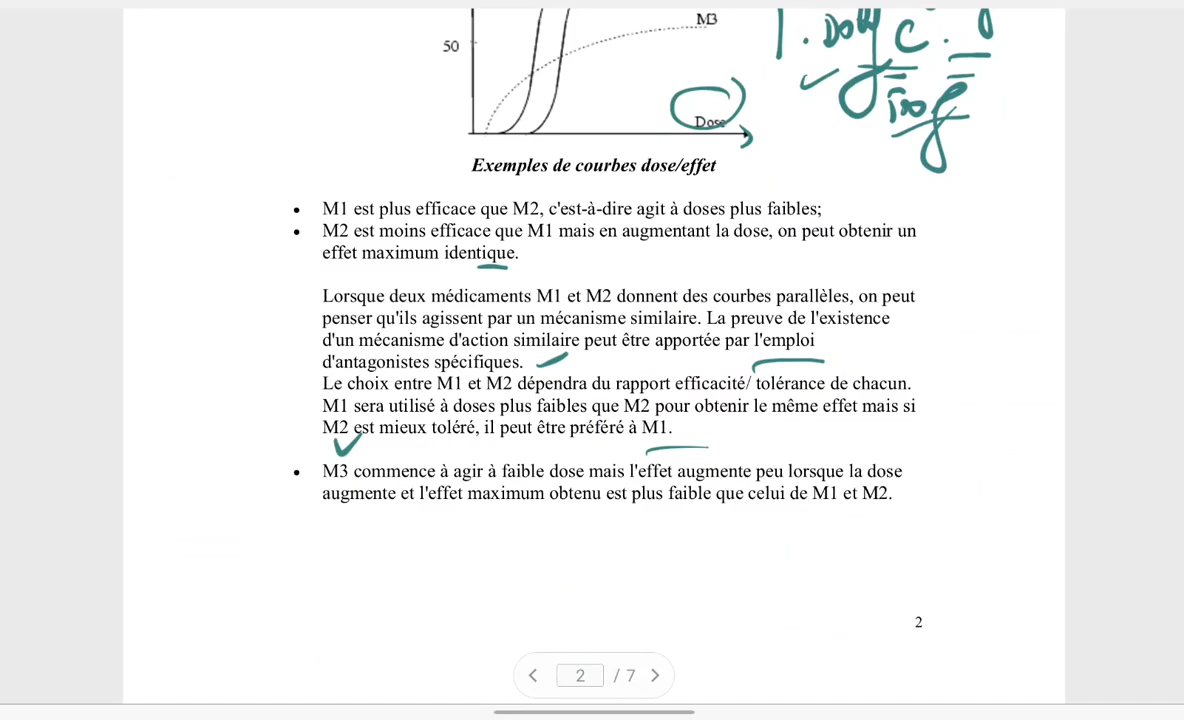 M3
50
Dose
Exemples de courbes dose/effet
• M1 est plus efficace que M2, c'est-à-dire agit à doses plus faibles;
• M2 est moins efficace que M1 mais en augmentant la dose, on peut obtenir un
effet maximum identique.
Lorsque deux médicaments M1 et M2 donnent des courbes parallèles, on peut
penser qu'ils agissent par un mécanisme similaire. La preuve de l'existence
d'un mécanisme d'action similaire peut être apportée par l'emploi
d'antagonistes spécifiques.
Le choix entre M1 et M2 dépendra du rapport efficacité/ tolérance de chacun.
M1 sera utilisé à doses plus faibles que M2 pour obtenir le même effet mais si
M2 est mieux toléré, il peut être préféré à M1.
• M3 commence à agir à faible dose mais l'effet augmente peu lorsque la dose
augmente et l'effet maximum obtenu est plus faible que celui de M1 et M2.
2
2 / 7